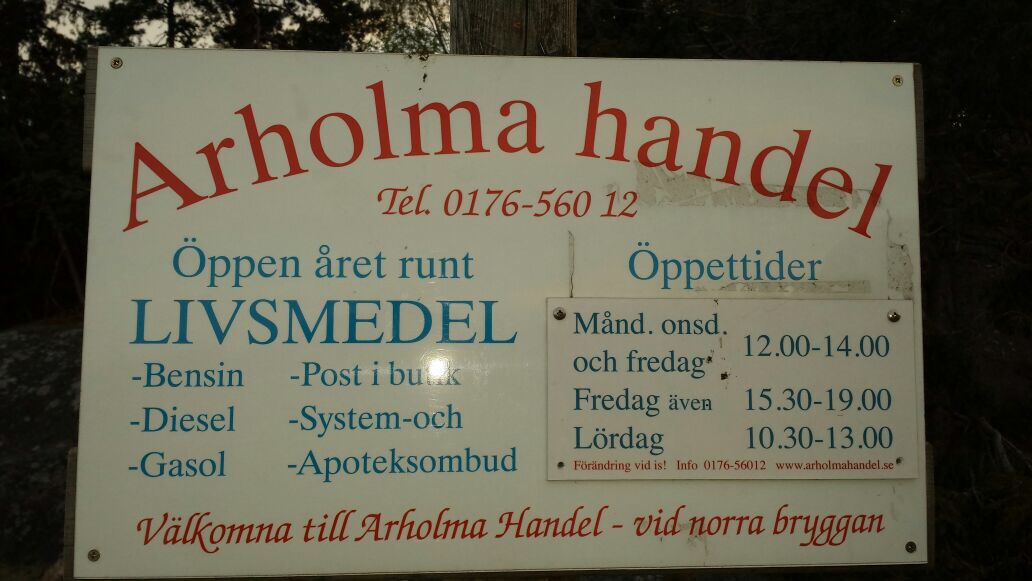 Arholma handel
Tel. 0176-560 12
Öppen året runt
LIVSMEDEL
-Bensin -Post i butik
-Diesel -System-och
-Gasol -Apoteksombud
Öppettider
Månd. onsd.
och fredag 12.00-14.00
Fredag även 15.30-19.00
Lördag 10.30-13.00
Förändring vid is! Info 0176-56012 www.arholmahandel.se
Välkomna till Arholma Handel - vid norra bryggan